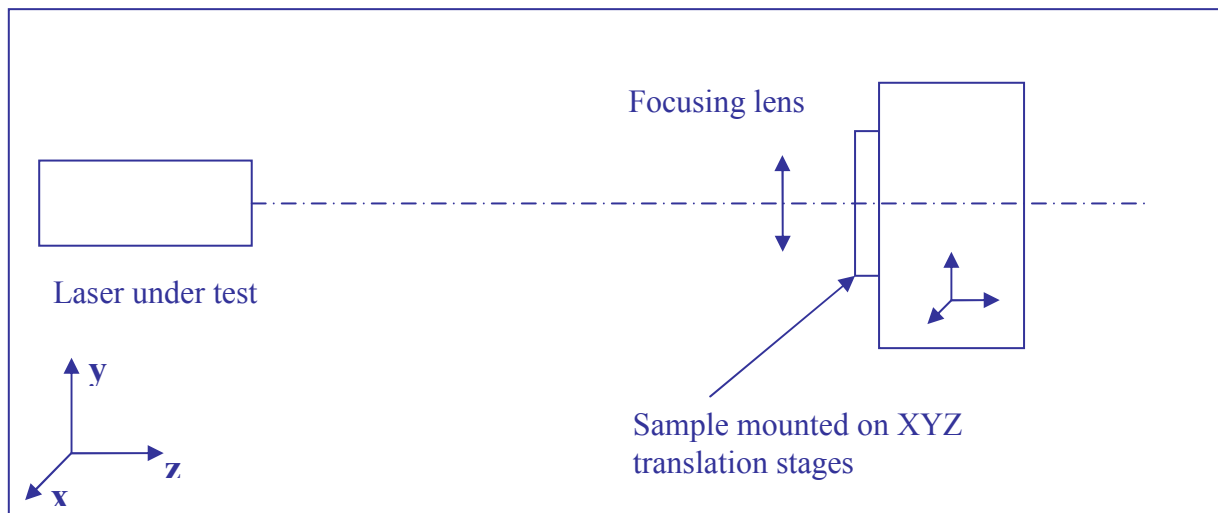 Focusing lens
Laser under test
y
z
x
Sample mounted on XYZ
translation stages